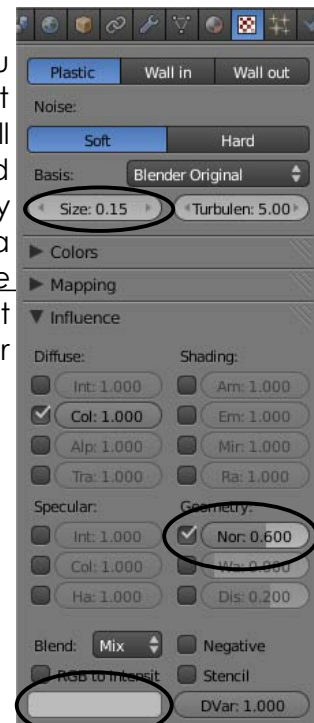 Plastic Wall in Wall out
Noise:
Soft Hard
Basis: Blender Original
Size: 0.15 Turbulen: 5.00
Colors
Mapping
Influence
Diffuse: Shading:
Int: 1.000 Am: 1.000
Col: 1.000 Em: 1.000
Alp: 1.000 Mir: 1.000
Tra: 1.000 Ra: 1.000
Specular: Geometry:
Int: 1.000 Nor: 0.600
Col: 1.000
Ha: 1.000 Dis: 0.200
Blend: Mix Negative
RGB to Intensit Stencil
DVar: 1.000